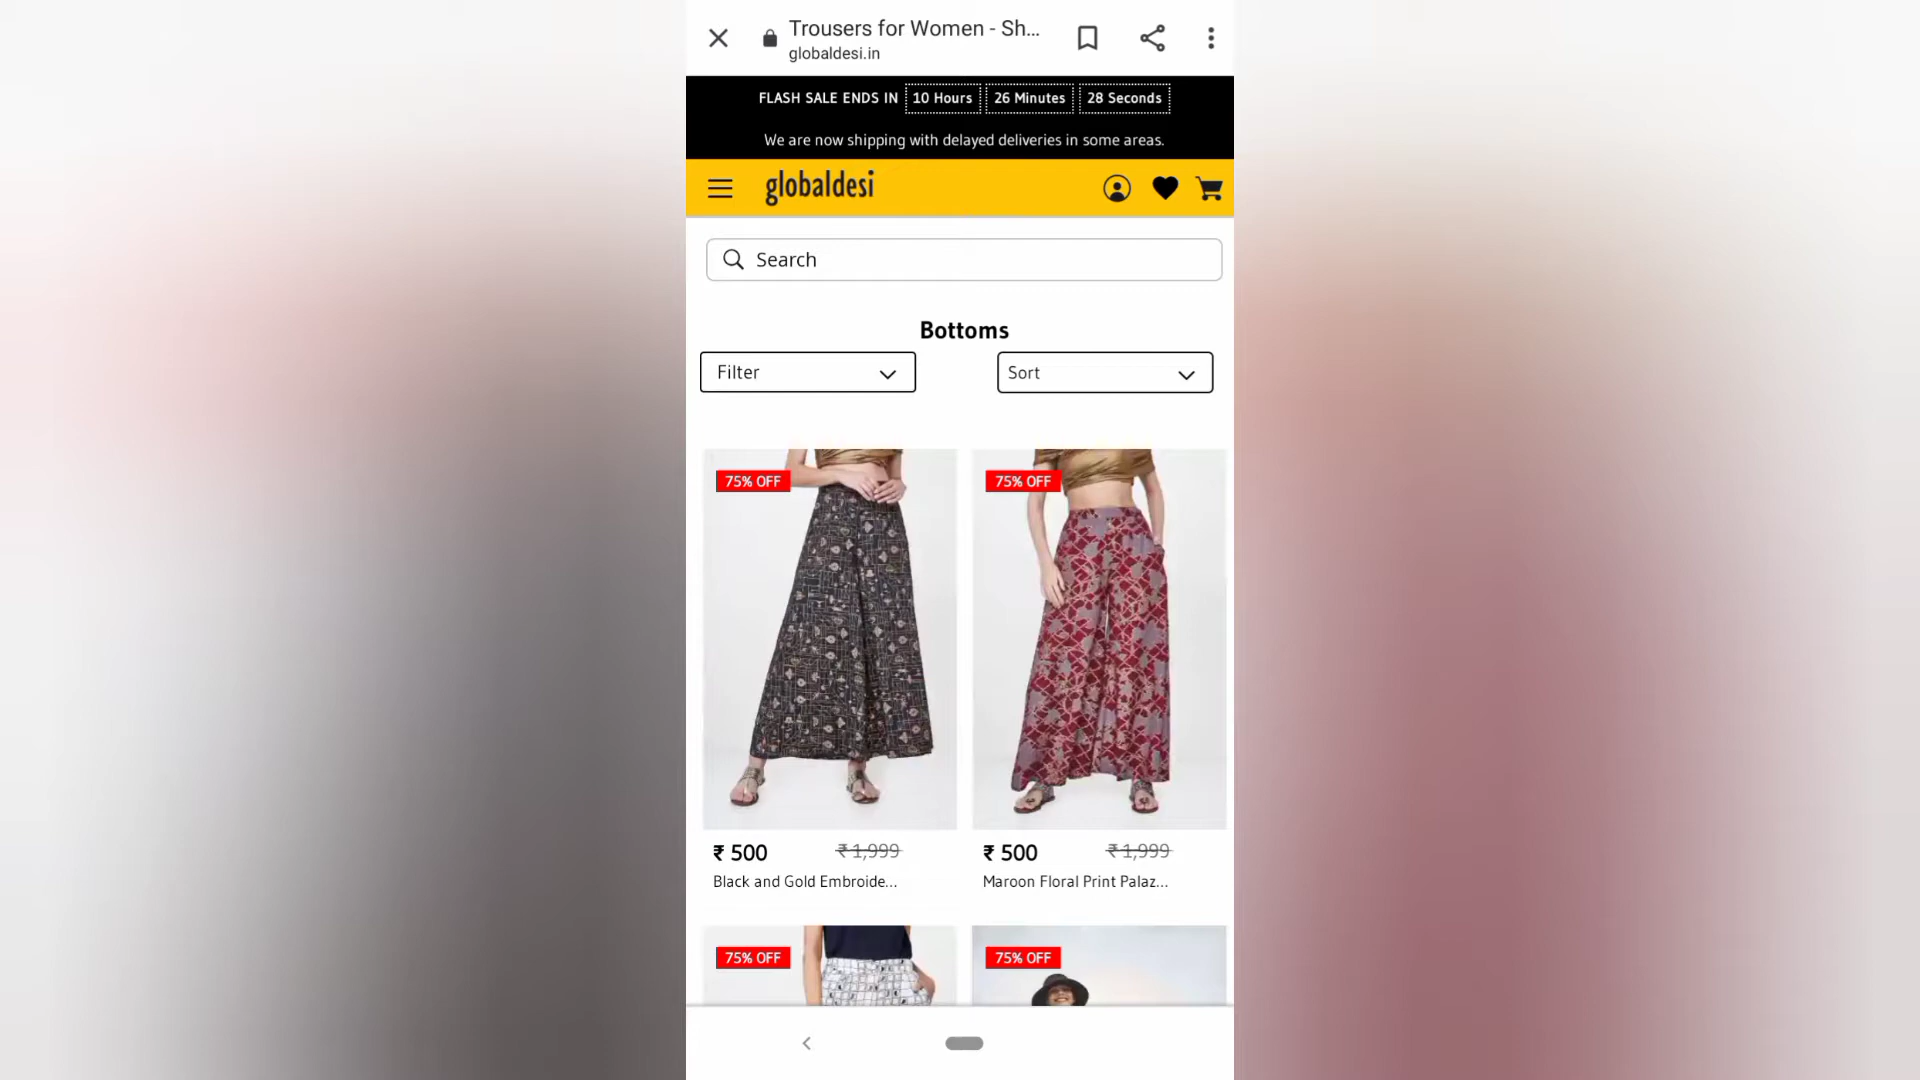 Trousers for Women - Sh...
globaldesi.in
FLASH SALE ENDS IN 10 Hours 26 Minutes 28 Seconds
We are now shipping with delayed deliveries in some areas.
globaldesi
Search
Bottoms
Filter Sort
75% OFF 75% OFF
₹ 500 ₹ 1,999 ₹ 500 ₹ 1,999
Black and Gold Embroide... Maroon Floral Print Palaz...
75% OFF 75% OFF